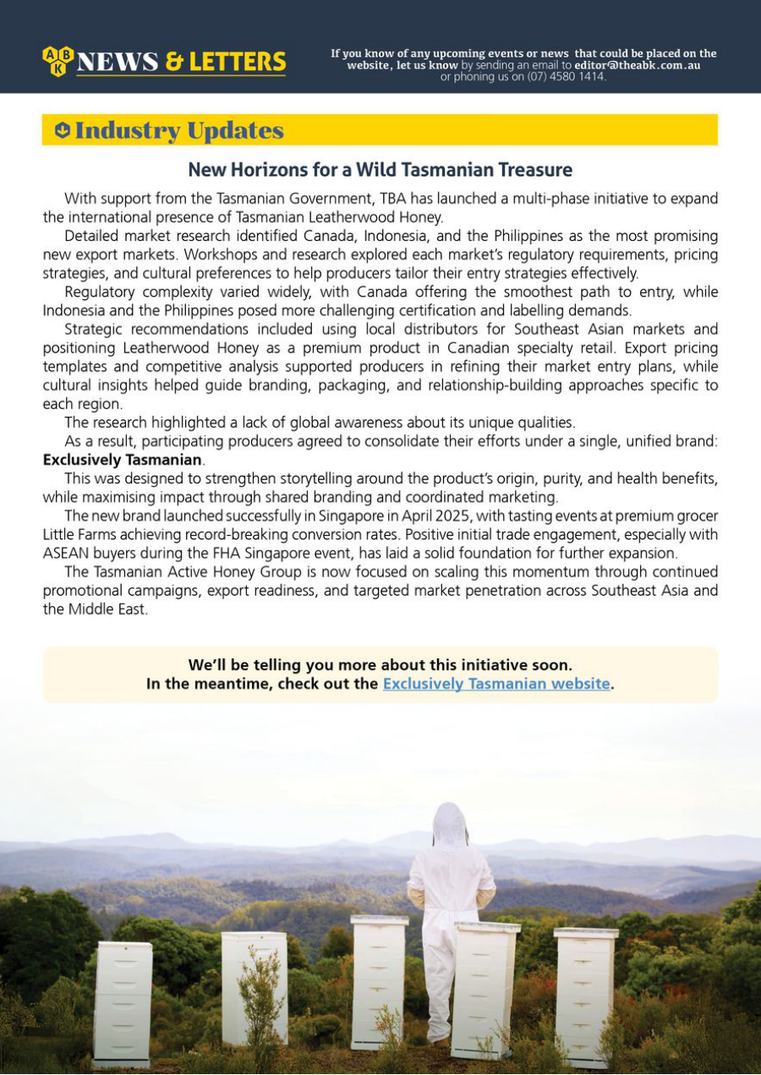 ABK NEWS & LETTERS
If you know of any upcoming events or news that could be placed on the
website, let us know by sending an email to editor@theabk.com.au
or phoning us on (07) 4580 1414.
Industry Updates
New Horizons for a Wild Tasmanian Treasure
With support from the Tasmanian Government, TBA has launched a multi-phase initiative to expand
the international presence of Tasmanian Leatherwood Honey.
Detailed market research identified Canada, Indonesia, and the Philippines as the most promising
new export markets. Workshops and research explored each market's regulatory requirements, pricing
strategies, and cultural preferences to help producers tailor their entry strategies effectively.
Regulatory complexity varied widely, with Canada offering the smoothest path to entry, while
Indonesia and the Philippines posed more challenging certification and labelling demands.
Strategic recommendations included using local distributors for Southeast Asian markets and
positioning Leatherwood Honey as a premium product in Canadian specialty retail. Export pricing
templates and competitive analysis supported producers in refining their market entry plans, while
cultural insights helped guide branding, packaging, and relationship-building approaches specific to
each region.
The research highlighted a lack of global awareness about its unique qualities.
As a result, participating producers agreed to consolidate their efforts under a single, unified brand:
Exclusively Tasmanian.
This was designed to strengthen storytelling around the product's origin, purity, and health benefits,
while maximising impact through shared branding and coordinated marketing.
The new brand launched successfully in Singapore in April 2025, with tasting events at premium grocer
Little Farms achieving record-breaking conversion rates. Positive initial trade engagement, especially with
ASEAN buyers during the FHA Singapore event, has laid a solid foundation for further expansion.
The Tasmanian Active Honey Group is now focused on scaling this momentum through continued
promotional campaigns, export readiness, and targeted market penetration across Southeast Asia and
the Middle East.
We'll be telling you more about this initiative soon.
In the meantime, check out the Exclusively Tasmanian website.